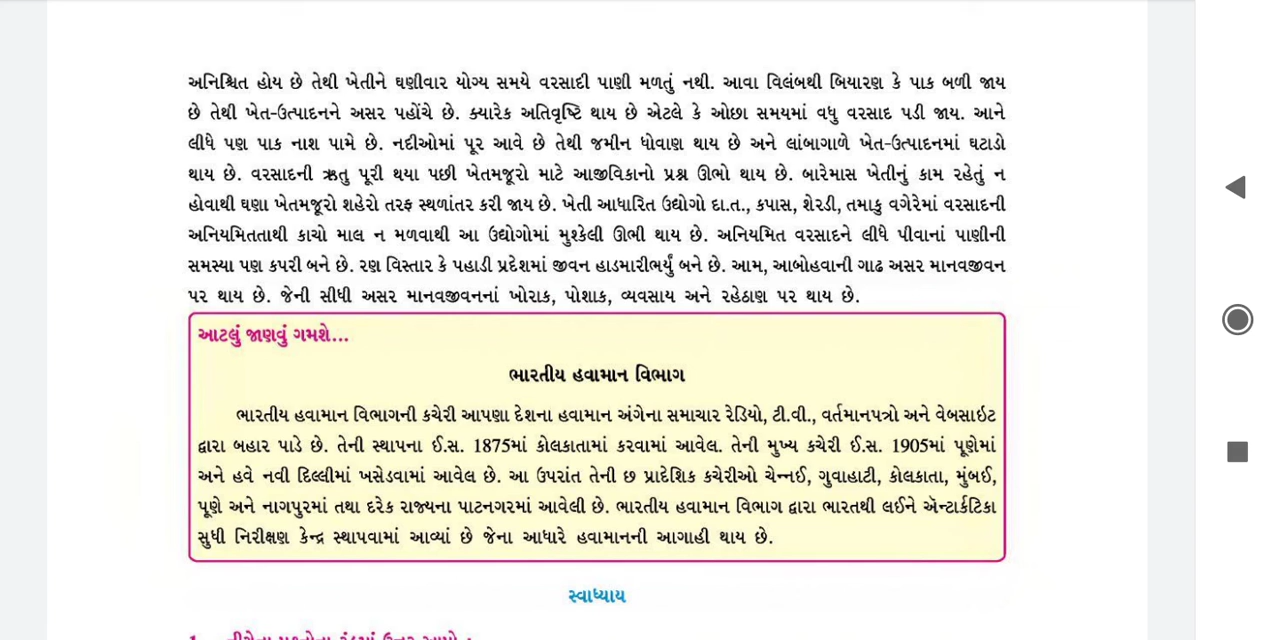 અનિશ્ચિત હોય છે તેથી ખેતીને ઘણીવાર યોગ્ય સમયે વરસાદી પાણી મળતું નથી. આવા વિલંબથી બિયારણ કે પાક બળી જાય
છે તેથી ખેત-ઉત્પાદનને અસર પહોંચે છે. ક્યારેક અતિવૃષ્ટિ થાય છે એટલે કે ઓછા સમયમાં વધુ વરસાદ પડી જાય. આને
લીધે પણ પાક નાશ પામે છે. નદીઓમાં પૂર આવે છે તેથી જમીન ધોવાણ થાય છે અને લાંબાગાળે ખેત-ઉત્પાદનમાં ઘટાડો
થાય છે. વરસાદની ઋતુ પૂરી થયા પછી ખેતમજૂરો માટે આજીવિકાનો પ્રશ્ન ઊભો થાય છે. બારેમાસ ખેતીનું કામ રહેતું ન
હોવાથી ઘણા ખેતમજૂરો શહેરો તરફ સ્થળાંતર કરી જાય છે. ખેતી આધારિત ઉદ્યોગો દા.ત., કપાસ, શેરડી, તમાકુ વગેરેમાં વરસાદની
અનિયમિતતાથી કાચો માલ ન મળવાથી આ ઉદ્યોગોમાં મુશ્કેલી ઊભી થાય છે. અનિયમિત વરસાદને લીધે પીવાનાં પાણીની
સમસ્યા પણ કપરી બને છે. રણ વિસ્તાર કે પહાડી પ્રદેશમાં જીવન હાડમારીભર્યું બને છે. આમ, આબોહવાની ગાઢ અસર માનવજીવન
પર થાય છે. જેની સીધી અસર માનવજીવનનાં ખોરાક, પોશાક, વ્યવસાય અને રહેઠાણ પર થાય છે.
આટલું જાણવું ગમશે...
ભારતીય હવામાન વિભાગ
ભારતીય હવામાન વિભાગની કચેરી આપણા દેશના હવામાન અંગેના સમાચાર રેડિયો, ટી.વી., વર્તમાનપત્રો અને વેબસાઇટ
દ્વારા બહાર પાડે છે. તેની સ્થાપના ઈ.સ. 1875માં કોલકાતામાં કરવામાં આવેલ. તેની મુખ્ય કચેરી ઈ.સ. 1905માં પૂણેમાં
અને હવે નવી દિલ્લીમાં ખસેડવામાં આવેલ છે. આ ઉપરાંત તેની છ પ્રાદેશિક કચેરીઓ ચેન્નઈ, ગુવાહાટી, કોલકાતા, મુંબઈ,
પૂણે અને નાગપુરમાં તથા દરેક રાજ્યના પાટનગરમાં આવેલી છે. ભારતીય હવામાન વિભાગ દ્વારા ભારતથી લઈને ઍન્ટાર્કટિકા
સુધી નિરીક્ષણ કેન્દ્ર સ્થાપવામાં આવ્યાં છે જેના આધારે હવામાનની આગાહી થાય છે.
સ્વાધ્યાય